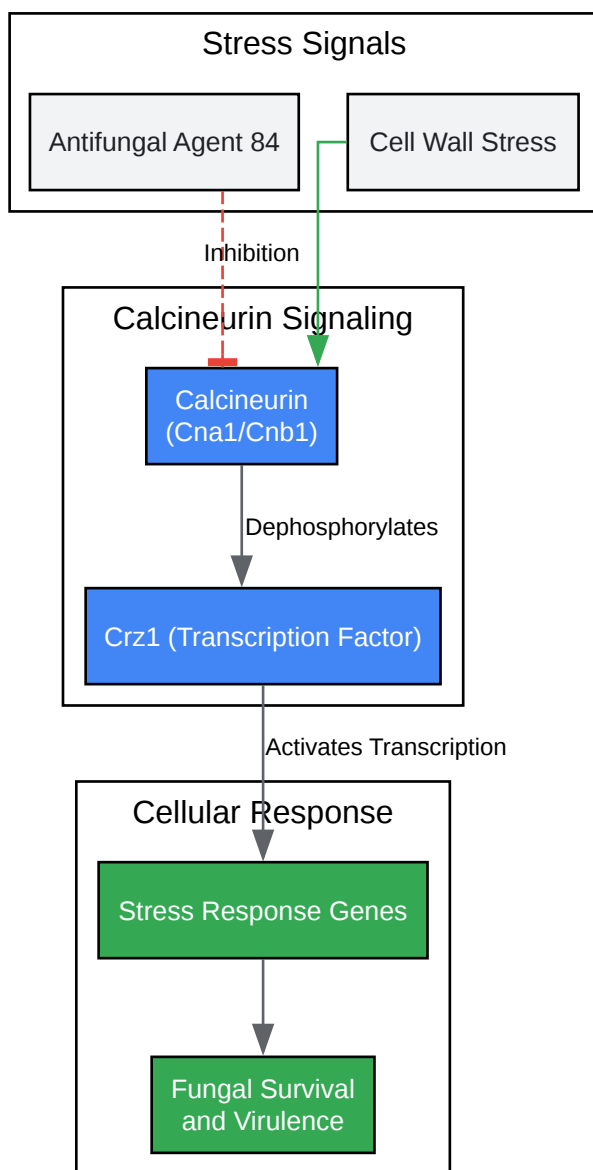 Stress Signals
Antifungal Agent 84
Cell Wall Stress
Inhibition
Calcineurin Signaling
Calcineurin
(Cna1/Cnb1)
Dephosphorylates
Crz1 (Transcription Factor)
Activates Transcription
Cellular Response
Stress Response Genes
Fungal Survival
and Virulence